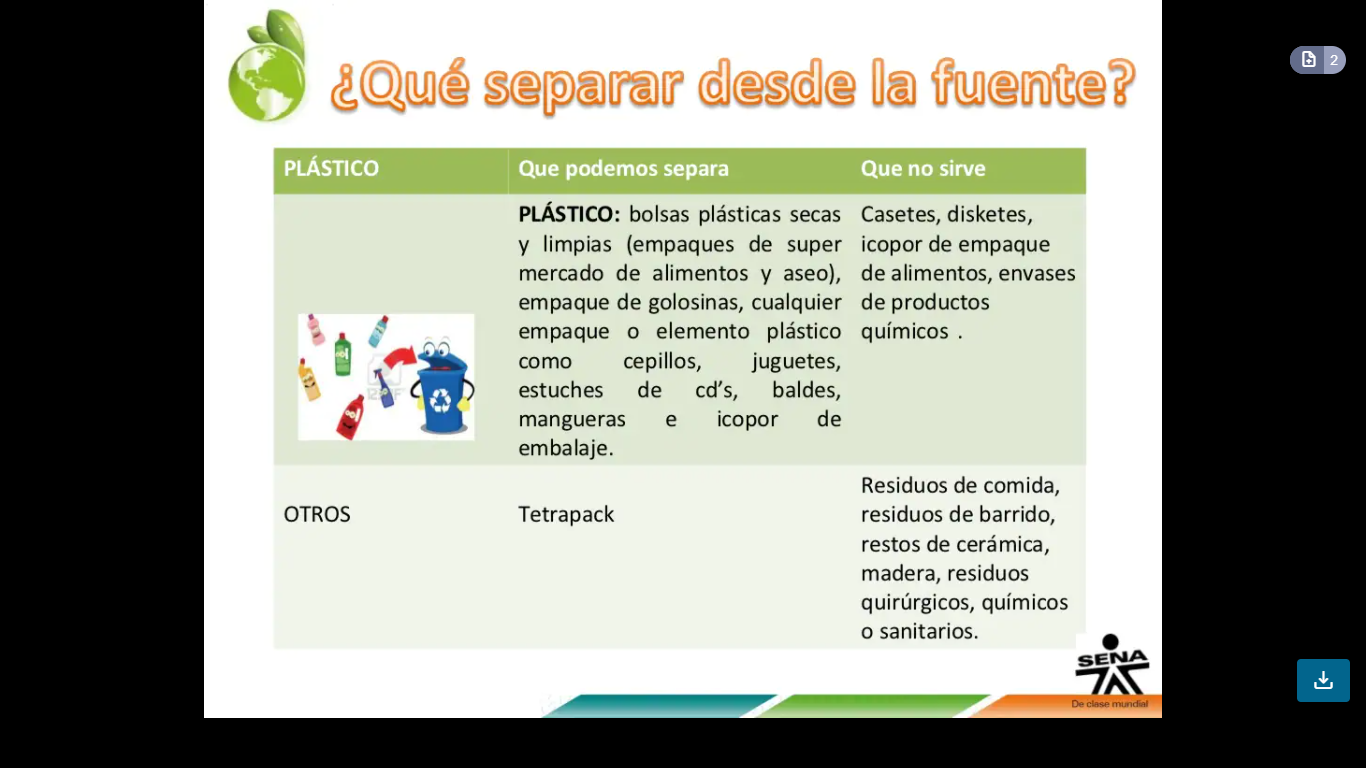 ¿Qué separar desde la fuente?
2
PLÁSTICO
Que podemos separa
Que no sirve
PLÁSTICO: bolsas plásticas secas
y limpias (empaques de super
mercado de alimentos y aseo),
empaque de golosinas, cualquier
empaque o elemento plástico
como cepillos, juguetes,
estuches de cd’s, baldes,
mangueras e icopor de
embalaje.
Casetes, disketes,
icopor de empaque
de alimentos, envases
de productos
químicos .
OTROS
Tetrapack
Residuos de comida,
residuos de barrido,
restos de cerámica,
madera, residuos
quirúrgicos, químicos
o sanitarios.
SENA
De clase mundial